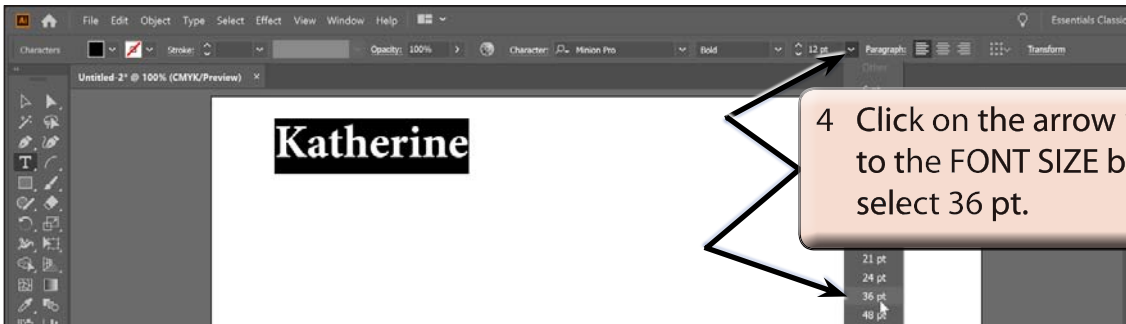 Ai File Edit Object Type Select Effect View Window Help Essentials Classic
Characters Stroke: Opacity: 100% Character: Minion Pro Bold 12 pt Paragraph: Transform
Untitled-2* @ 100% (CMYK/Preview) ×
Other
Katherine
4 Click on the arrow
to the FONT SIZE b
select 36 pt.
21 pt
24 pt
36 pt
48 pt